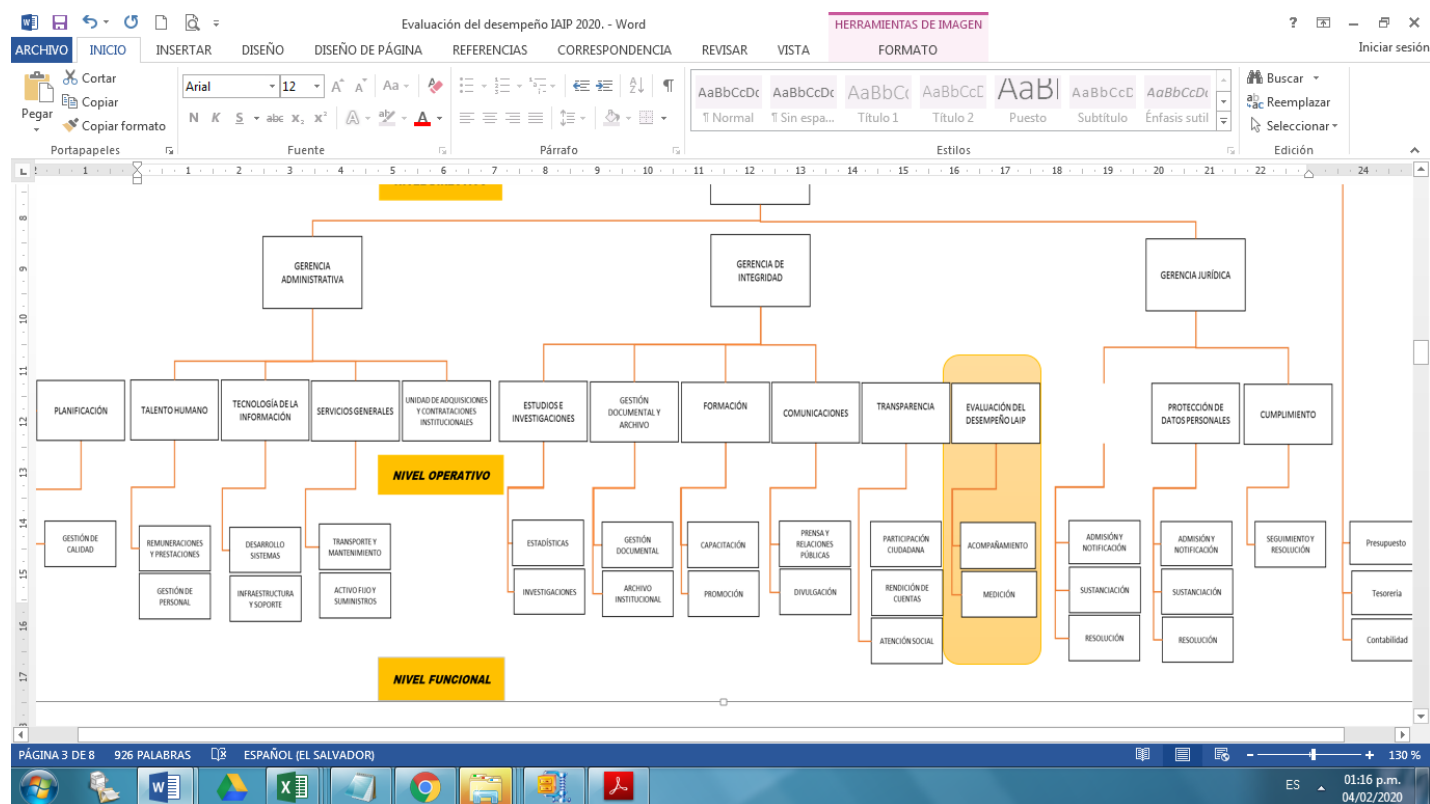 Evaluación del desempeño IAIP 2020. - Word
HERRAMIENTAS DE IMAGEN
ARCHIVO INICIO INSERTAR DISEÑO DISEÑO DE PÁGINA REFERENCIAS CORRESPONDENCIA REVISAR VISTA FORMATO
Iniciar sesión
Pegar
Cortar
Copiar
Copiar formato
Portapapeles
Arial 12
Fuente
Párrafo
AaBbCcDc AaBbCcDc AaBbCc AaBbCcD AaBl AaBbCcD AaBbCcDc
¶ Normal ¶ Sin espa... Título 1 Título 2 Puesto Subtítulo Énfasis sutil
Estilos
Buscar
Reemplazar
Seleccionar
Edición
GERENCIA
ADMINISTRATIVA
GERENCIA DE
INTEGRIDAD
GERENCIA JURÍDICA
PLANIFICACIÓN
TALENTO HUMANO
TECNOLOGÍA DE LA
INFORMACIÓN
SERVICIOS GENERALES
UNIDAD DE ADQUISICIONES
Y CONTRATACIONES
INSTITUCIONALES
ESTUDIOS E
INVESTIGACIONES
GESTIÓN
DOCUMENTAL Y
ARCHIVO
FORMACIÓN
COMUNICACIONES
TRANSPARENCIA
EVALUACIÓN DEL
DESEMPEÑO LAIP
PROTECCIÓN DE
DATOS PERSONALES
CUMPLIMIENTO
NIVEL OPERATIVO
GESTIÓN DE
CALIDAD
REMUNERACIONES
Y PRESTACIONES
GESTIÓN DE
PERSONAL
DESARROLLO
SISTEMAS
INFRAESTRUCTURA
Y SOPORTE
TRANSPORTE Y
MANTENIMIENTO
ACTIVO FIJO Y
SUMINISTROS
ESTADÍSTICAS
INVESTIGACIONES
GESTIÓN
DOCUMENTAL
ARCHIVO
INSTITUCIONAL
CAPACITACIÓN
PROMOCIÓN
PRENSA Y
RELACIONES
PÚBLICAS
DIVULGACIÓN
PARTICIPACIÓN
CIUDADANA
RENDICIÓN DE
CUENTAS
ATENCIÓN SOCIAL
ACOMPAÑAMIENTO
MEDICIÓN
ADMISIÓN Y
NOTIFICACIÓN
SUSTANCIACIÓN
RESOLUCIÓN
ADMISIÓN Y
NOTIFICACIÓN
SUSTANCIACIÓN
RESOLUCIÓN
SEGUIMIENTO Y
RESOLUCIÓN
Presupuesto
Tesorería
Contabilidad
NIVEL FUNCIONAL
PÁGINA 3 DE 8 926 PALABRAS ESPAÑOL (EL SALVADOR) 130 %
ES
01:16 p.m.
04/02/2020